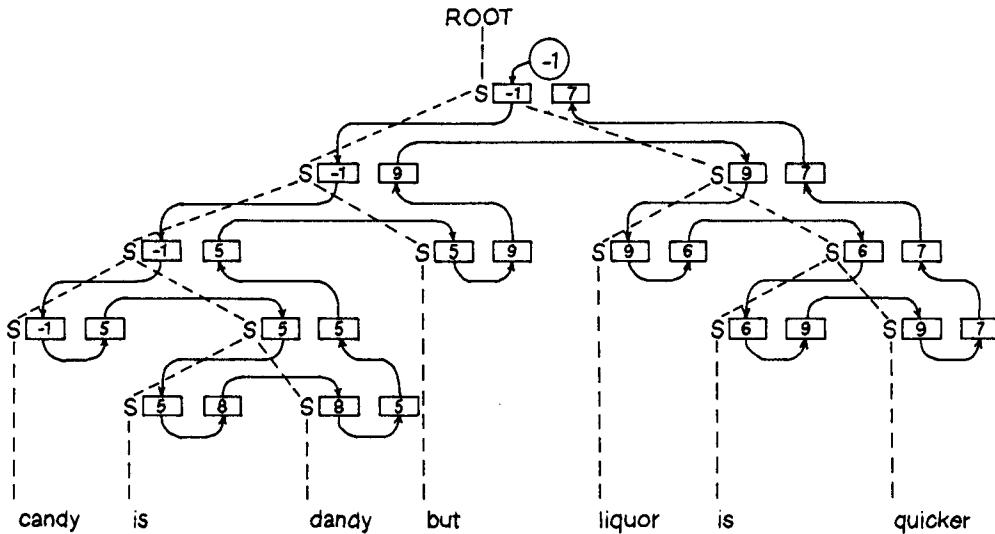 ROOT
-1
S -1 7
S -1 9 S 9 7
S -1 5 S 5 9 S 9 6 S 6 7
S -1 5 S 5 5 S 6 9 S 9 7
S 5 8 S 8 5
candy is dandy but liquor is quicker